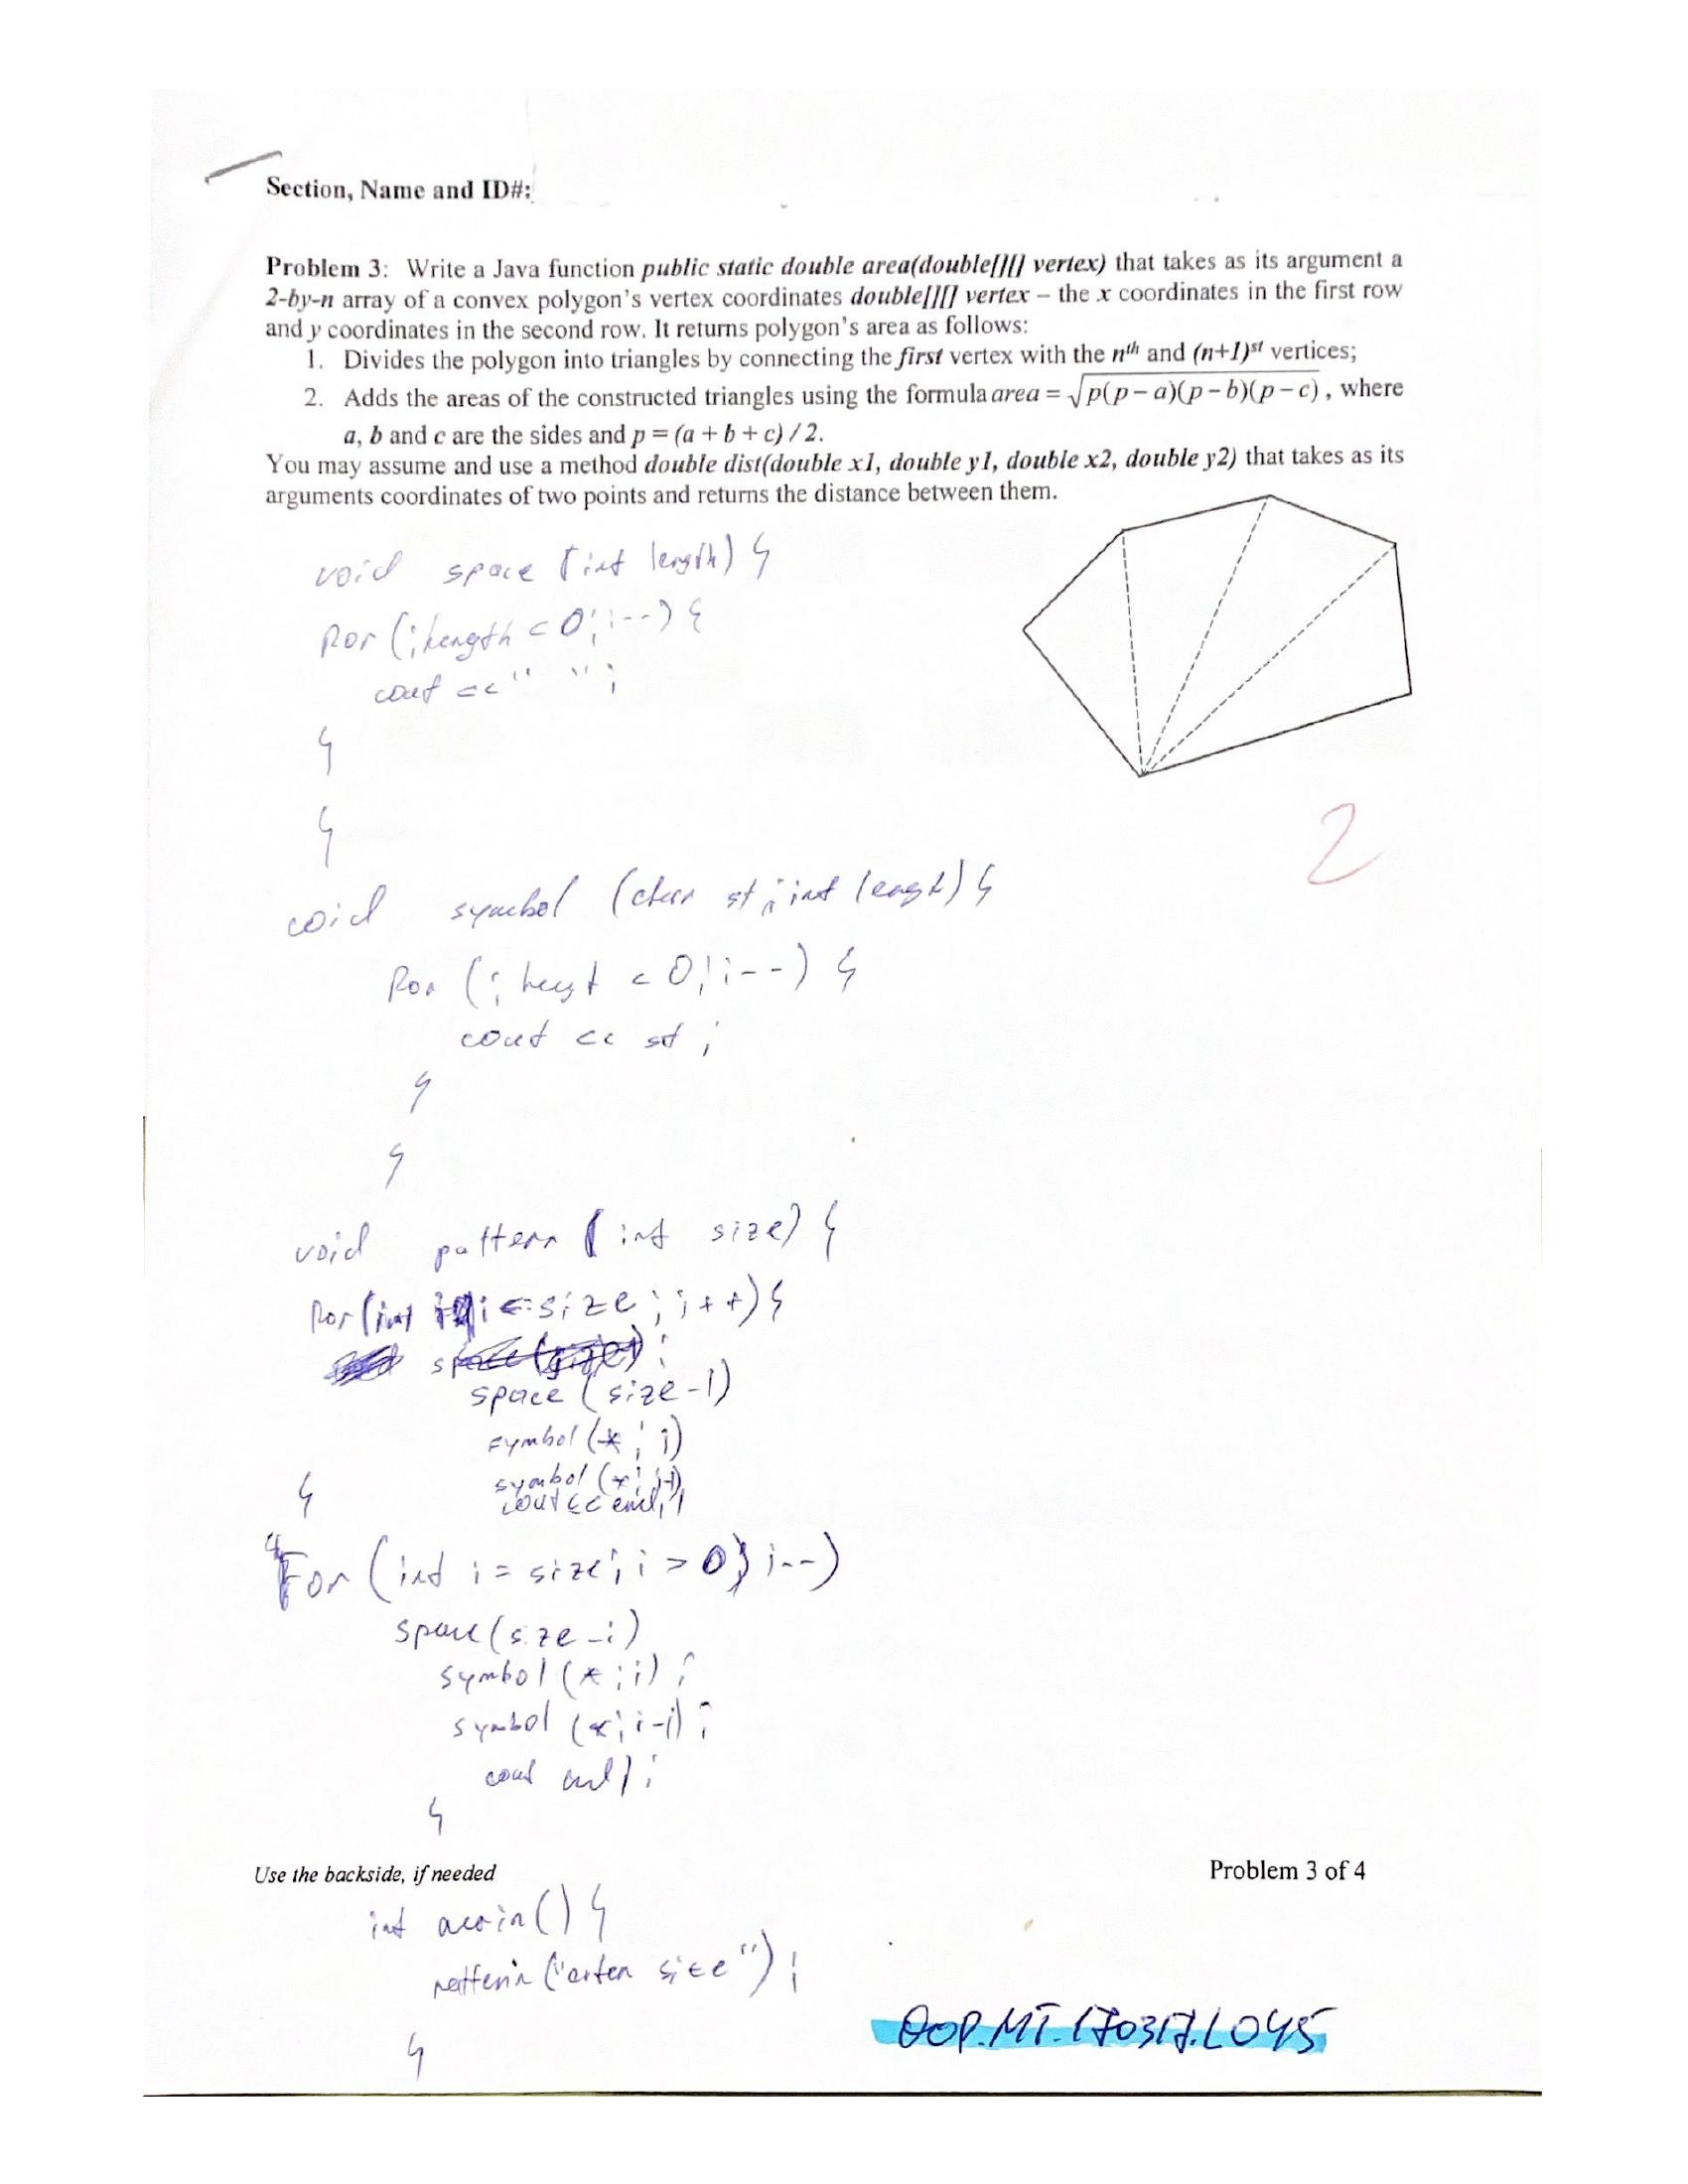 Section, Name and ID#:
Problem 3: Write a Java function public static double area(double[][] vertex) that takes as its argument a
2-by-n array of a convex polygon's vertex coordinates double[][] vertex – the x coordinates in the first row
and y coordinates in the second row. It returns polygon's area as follows:
1. Divides the polygon into triangles by connecting the first vertex with the nth and (n+1)st vertices;
2. Adds the areas of the constructed triangles using the formula area = √p(p – a)(p – b)(p – c) , where
a, b and c are the sides and p = (a + b + c) / 2.
You may assume and use a method double dist(double x1, double y1, double x2, double y2) that takes as its
arguments coordinates of two points and returns the distance between them.
void space (int length) {
for (; length < 0; i--) {
cout << " ";
}
}
2
void symbol (char st; int lengt) {
for (; lengt < 0; i--) {
cout << st ;
}
}
void pattern (int size) {
for (int i <= size ; i++) {
space (size -1)
symbol (* ; i)
symbol (* ; i-1)
} cout << endl;
For (int i = size; i > 0; i--)
space (size - i)
symbol (* ; i) ;
symbol (* ; i-1) ;
cout endl ;
}
Use the backside, if needed
Problem 3 of 4
int main() {
pattern ("enter size") ;
}
OOP.MT.170317.L045